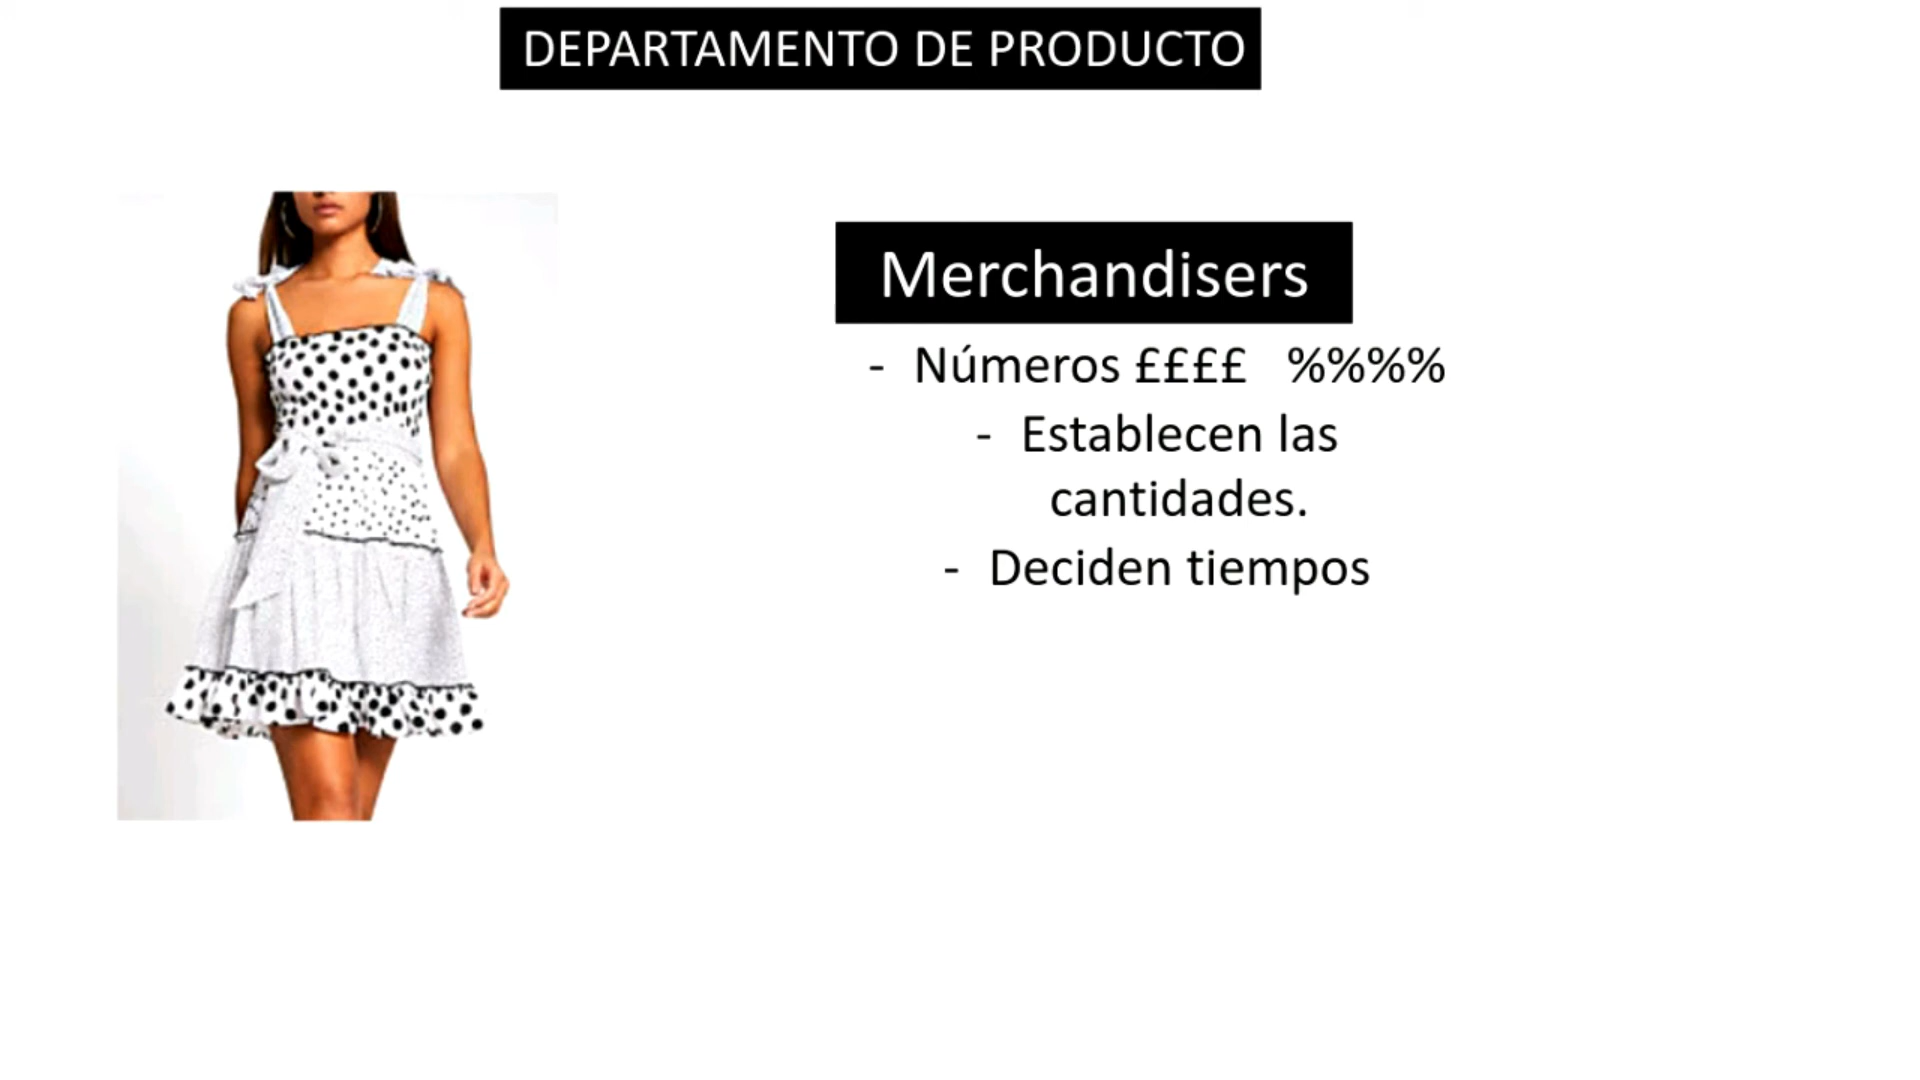 DEPARTAMENTO DE PRODUCTO
Merchandisers
- Números ££££ %%%%
- Establecen las
cantidades.
- Deciden tiempos